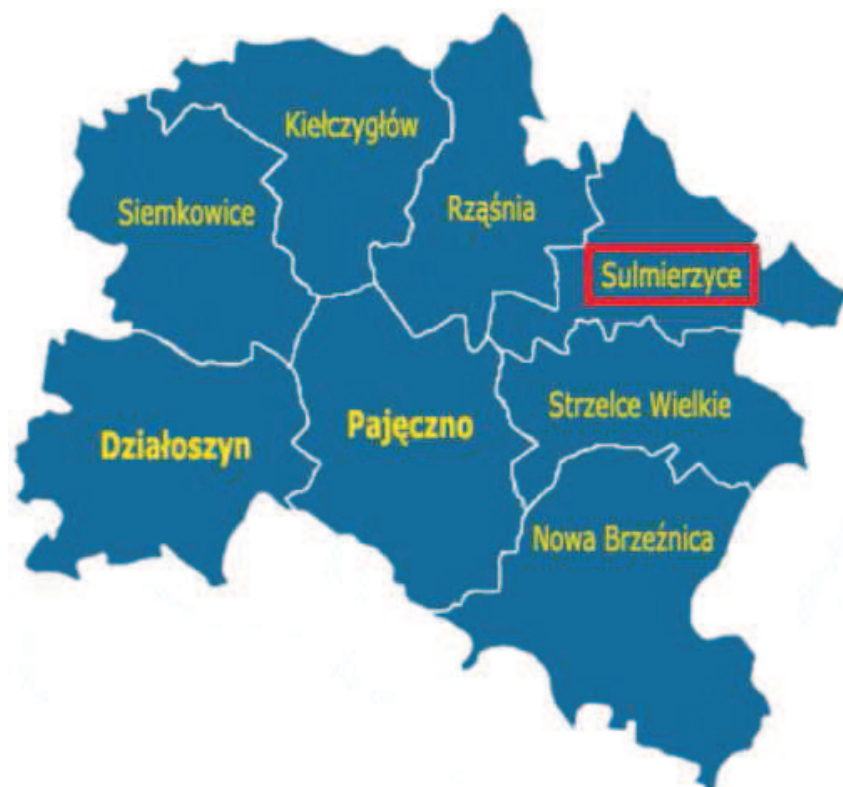 Kiełczygłów
Siemkowice
Rząśnia
Sulmierzyce
Strzelce Wielkie
Pajęczno
Działoszyn
Nowa Brzeźnica